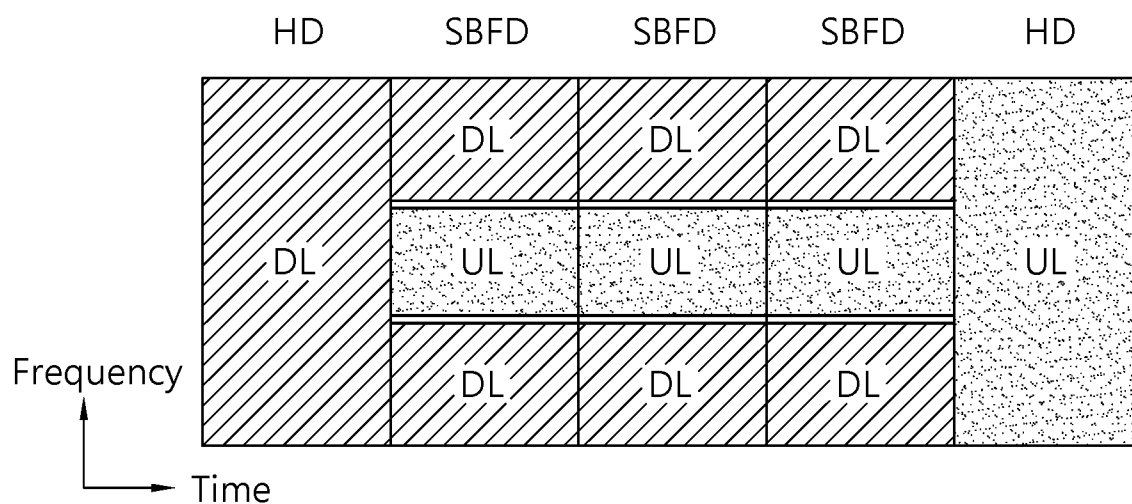 HD SBFD SBFD SBFD HD
DL DL DL
DL UL UL UL UL
DL DL DL
Frequency
Time